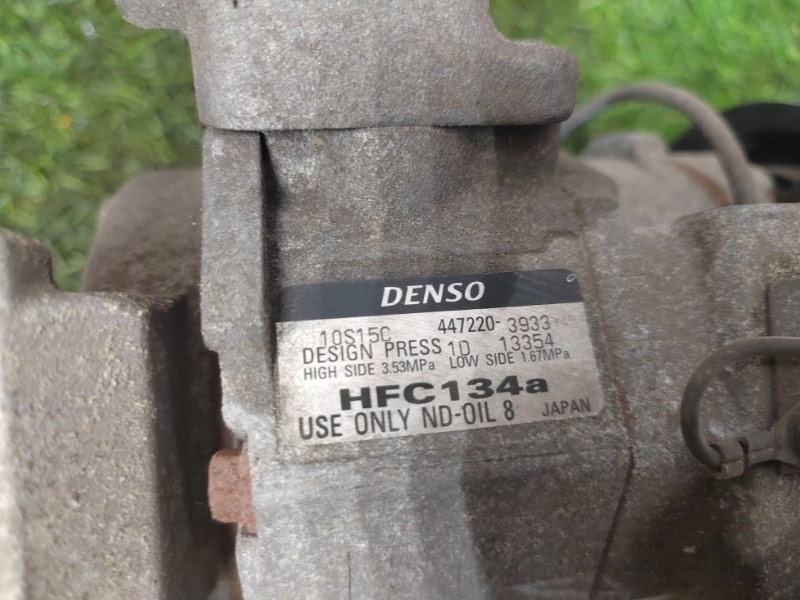 DENSO
10S15C 447220-3933
DESIGN PRESS 1D 13354
HIGH SIDE 3.53MPa LOW SIDE 1.67MPa
HFC134a
USE ONLY ND-OIL 8 JAPAN